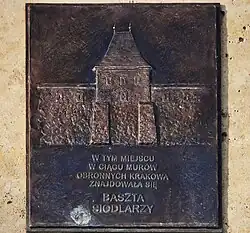 W TYM MIEJSCU
W CIĄGU MURÓW
OBRONNYCH KRAKOWA
ZNAJDOWAŁA SIĘ
BASZTA
SIODLARZY